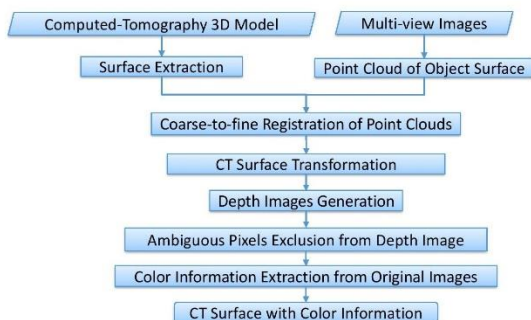 Computed-Tomography 3D Model
Multi-view Images
Surface Extraction
Point Cloud of Object Surface
Coarse-to-fine Registration of Point Clouds
CT Surface Transformation
Depth Images Generation
Ambiguous Pixels Exclusion from Depth Image
Color Information Extraction from Original Images
CT Surface with Color Information